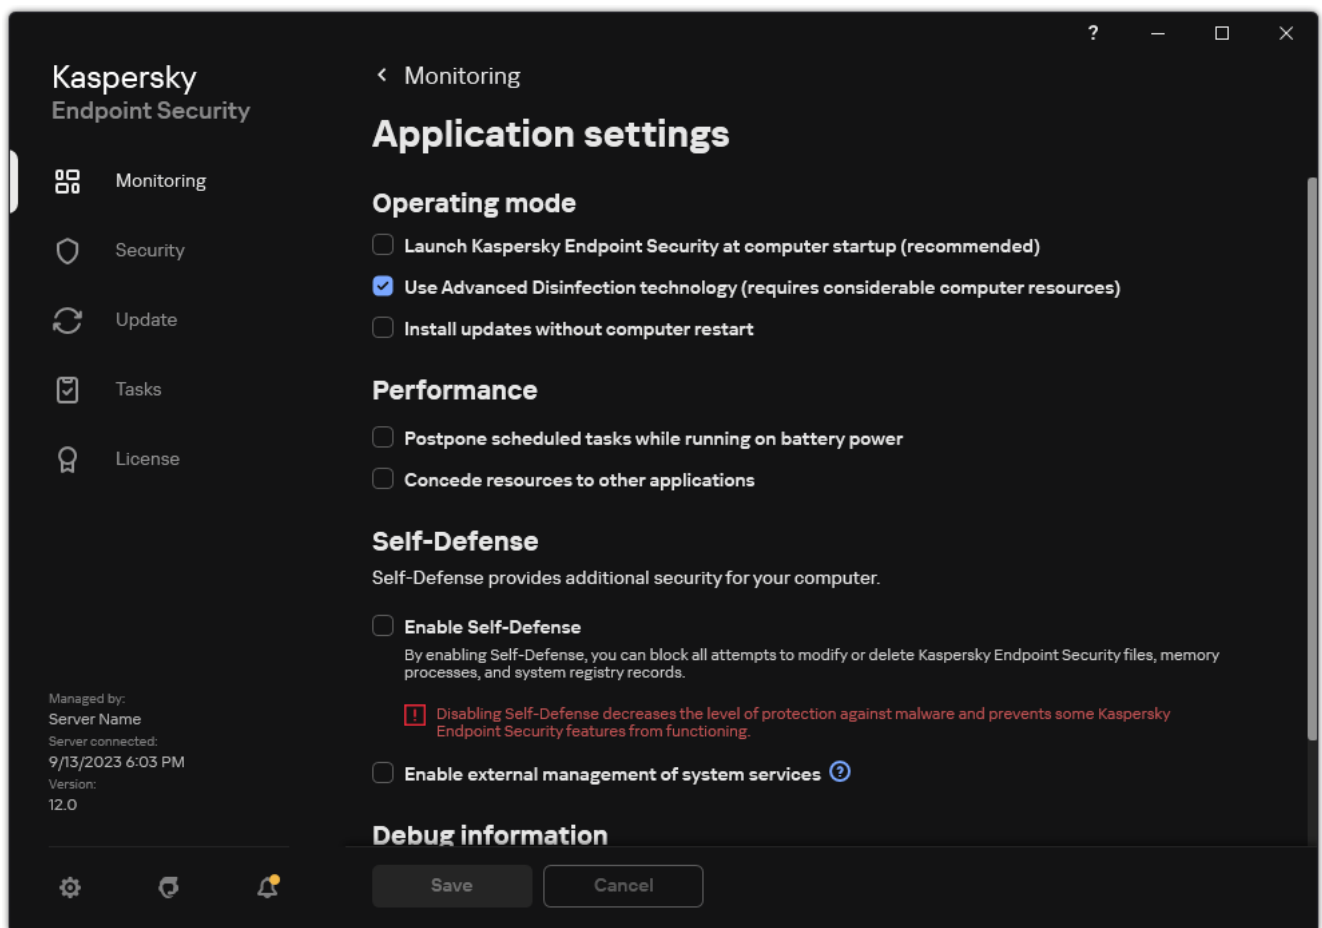 ?
Kaspersky
Endpoint Security
Monitoring
Security
Update
Tasks
License
Managed by:
Server Name
Server connected:
9/13/2023 6:03 PM
Version:
12.0
Monitoring
Application settings
Operating mode
Launch Kaspersky Endpoint Security at computer startup (recommended)
Use Advanced Disinfection technology (requires considerable computer resources)
Install updates without computer restart
Performance
Postpone scheduled tasks while running on battery power
Concede resources to other applications
Self-Defense
Self-Defense provides additional security for your computer.
Enable Self-Defense
By enabling Self-Defense, you can block all attempts to modify or delete Kaspersky Endpoint Security files, memory
processes, and system registry records.
Disabling Self-Defense decreases the level of protection against malware and prevents some Kaspersky
Endpoint Security features from functioning.
Enable external management of system services ?
Debug information
Save
Cancel